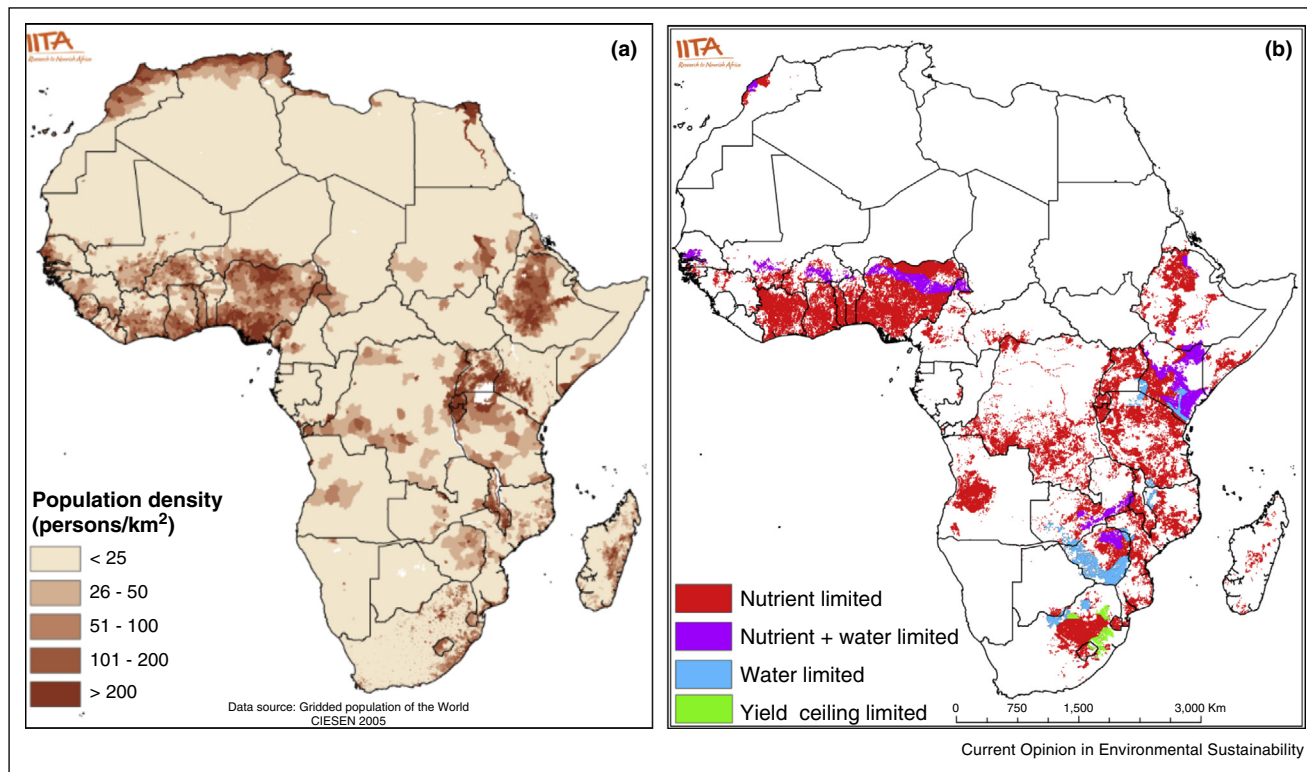 IITA
Research to Nourish Africa
(a)
Population density
(persons/km2)
< 25
26 - 50
51 - 100
101 - 200
> 200
Data source: Gridded population of the World
CIESEN 2005
IITA
Research to Nourish Africa
(b)
Nutrient limited
Nutrient + water limited
Water limited
Yield ceiling limited
0 750 1,500 3,000 Km
Current Opinion in Environmental Sustainability